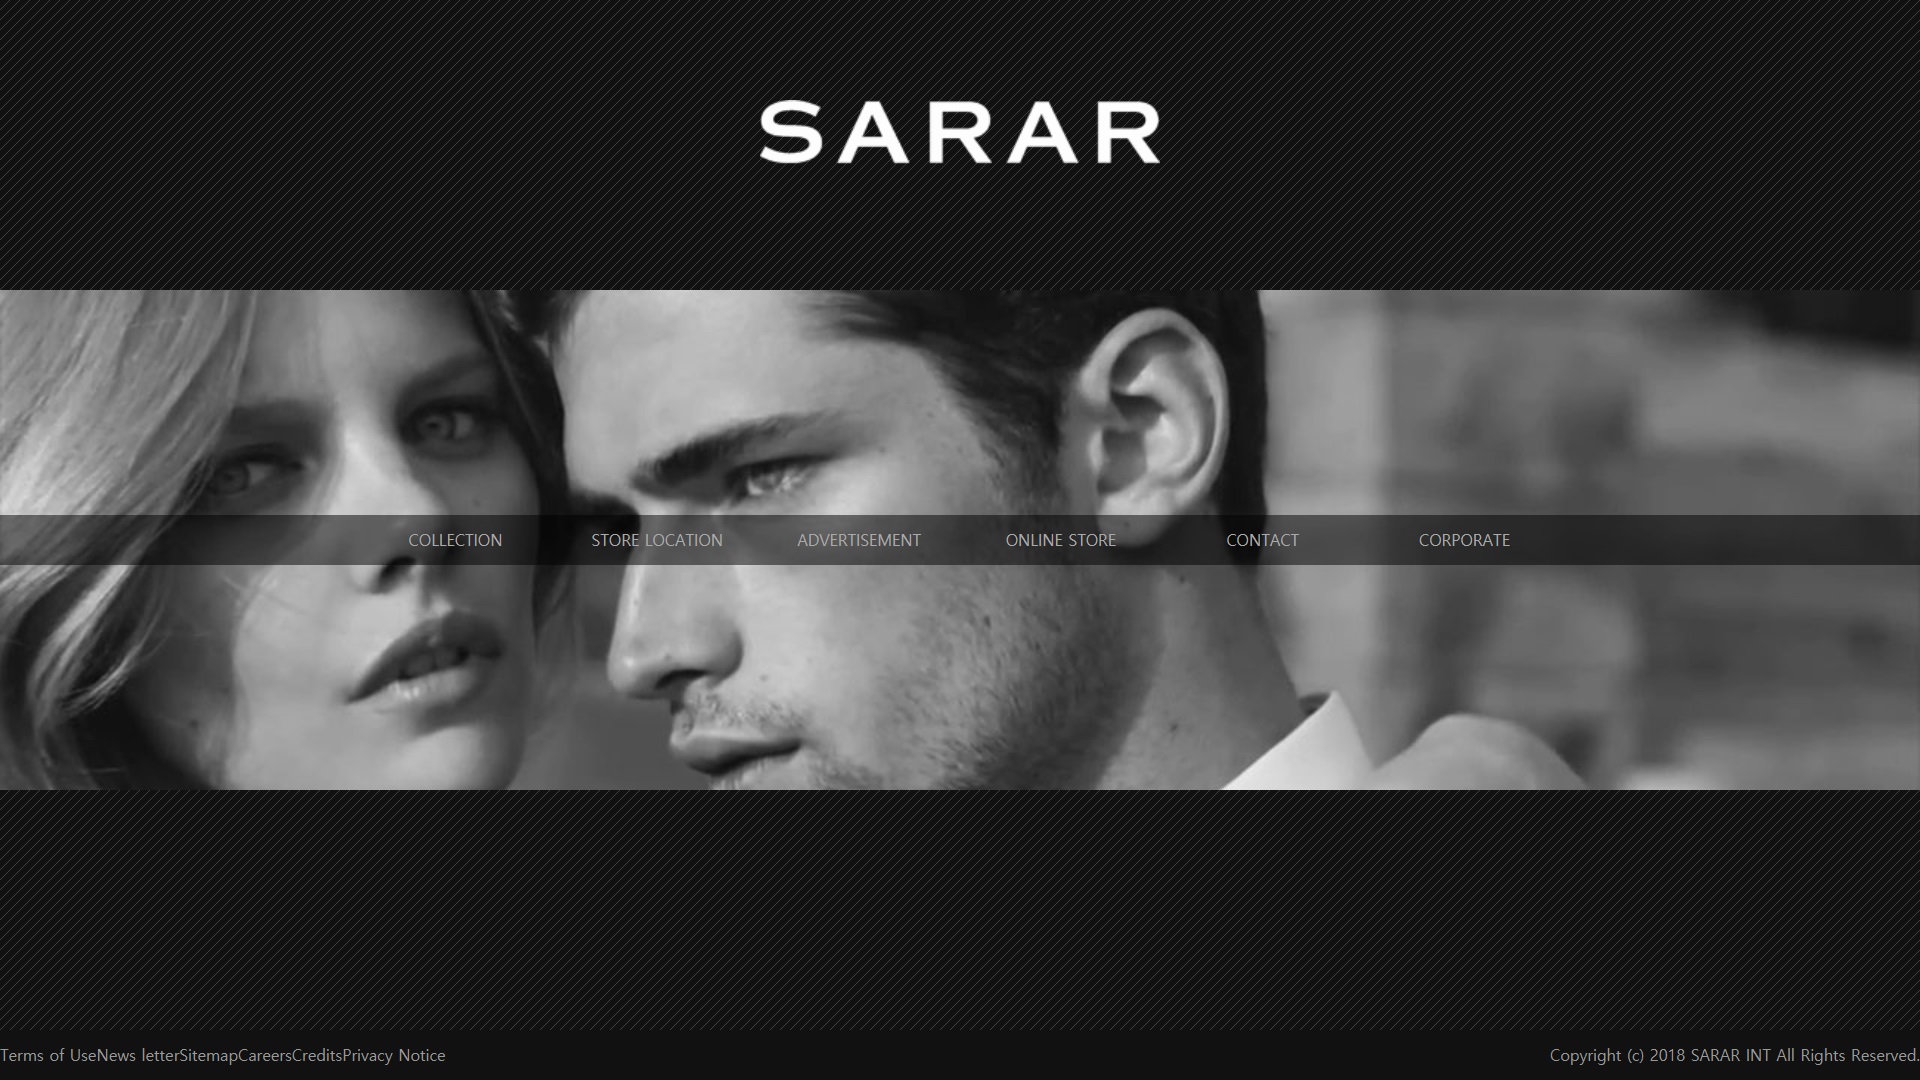 SARAR
COLLECTION STORE LOCATION ADVERTISEMENT ONLINE STORE CONTACT CORPORATE
Terms of UseNews letterSitemapCareersCreditsPrivacy Notice Copyright (c) 2018 SARAR INT All Rights Reserved.